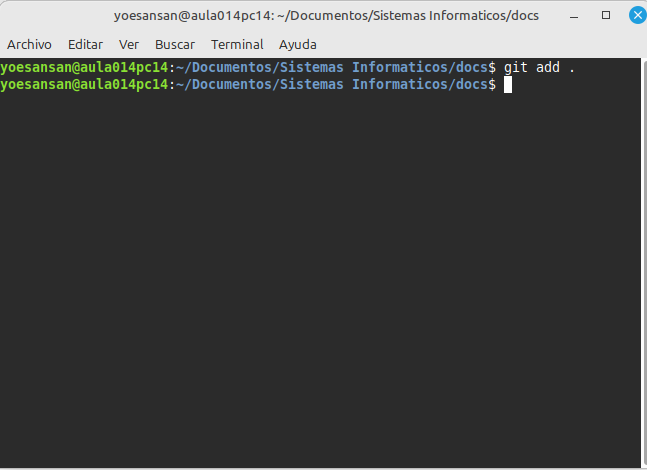 yoesansan@aula014pc14: ~/Documentos/Sistemas Informaticos/docs
Archivo Editar Ver Buscar Terminal Ayuda
yoesansan@aula014pc14:~/Documentos/Sistemas Informaticos/docs$ git add .
yoesansan@aula014pc14:~/Documentos/Sistemas Informaticos/docs$